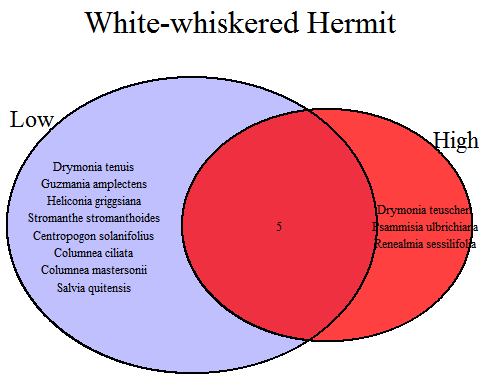 White-whiskered Hermit
Low
High
Drymonia tenuis
Guzmania amplectens
Heliconia griggsiana
Stromanthe stromanthoides
Centropogon solanifolius
Columnea ciliata
Columnea mastersonii
Salvia quitensis
5
Drymonia teuscheri
Psammisia ulbrichiana
Renealmia sessilifolia